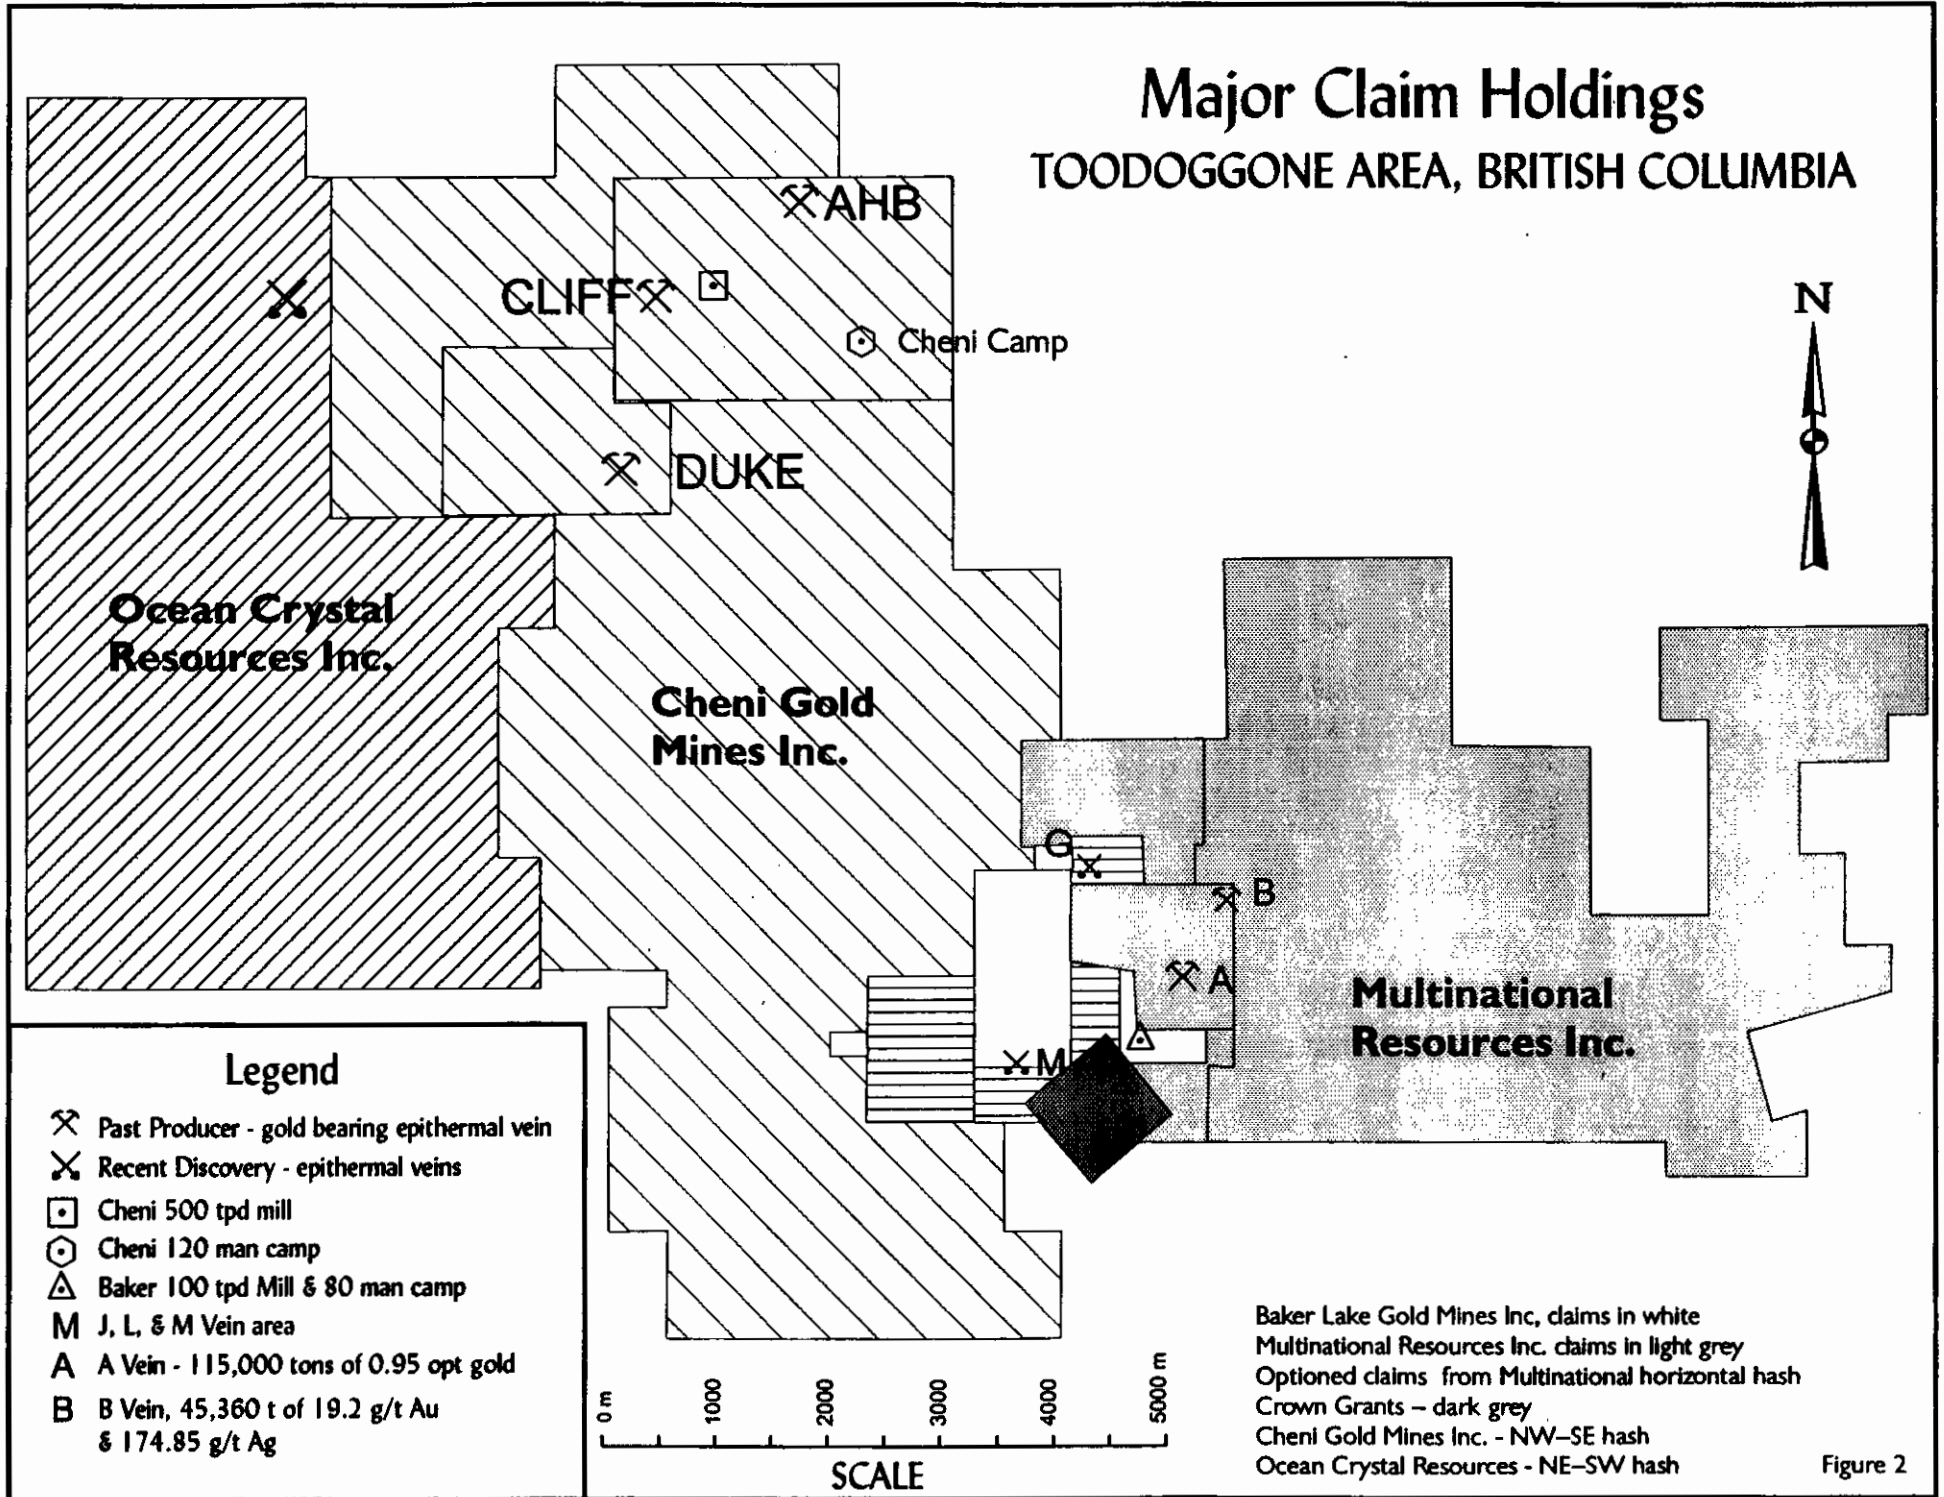 Major Claim Holdings
TOODOGGONE AREA, BRITISH COLUMBIA
AHB
CLIFF
Cheni Camp
N
DUKE
Ocean Crystal
Resources Inc.
Cheni Gold
Mines Inc.
G
B
A
Multinational
Resources Inc.
M
Legend
Past Producer - gold bearing epithermal vein
Recent Discovery - epithermal veins
Cheni 500 tpd mill
Cheni 120 man camp
Baker 100 tpd Mill & 80 man camp
M J, L, & M Vein area
A A Vein - 115,000 tons of 0.95 opt gold
B B Vein, 45,360 t of 19.2 g/t Au
& 174.85 g/t Ag
0 m 1000 2000 3000 4000 5000 m
SCALE
Baker Lake Gold Mines Inc, claims in white
Multinational Resources Inc. claims in light grey
Optioned claims from Multinational horizontal hash
Crown Grants – dark grey
Cheni Gold Mines Inc. - NW–SE hash
Ocean Crystal Resources - NE–SW hash
Figure 2